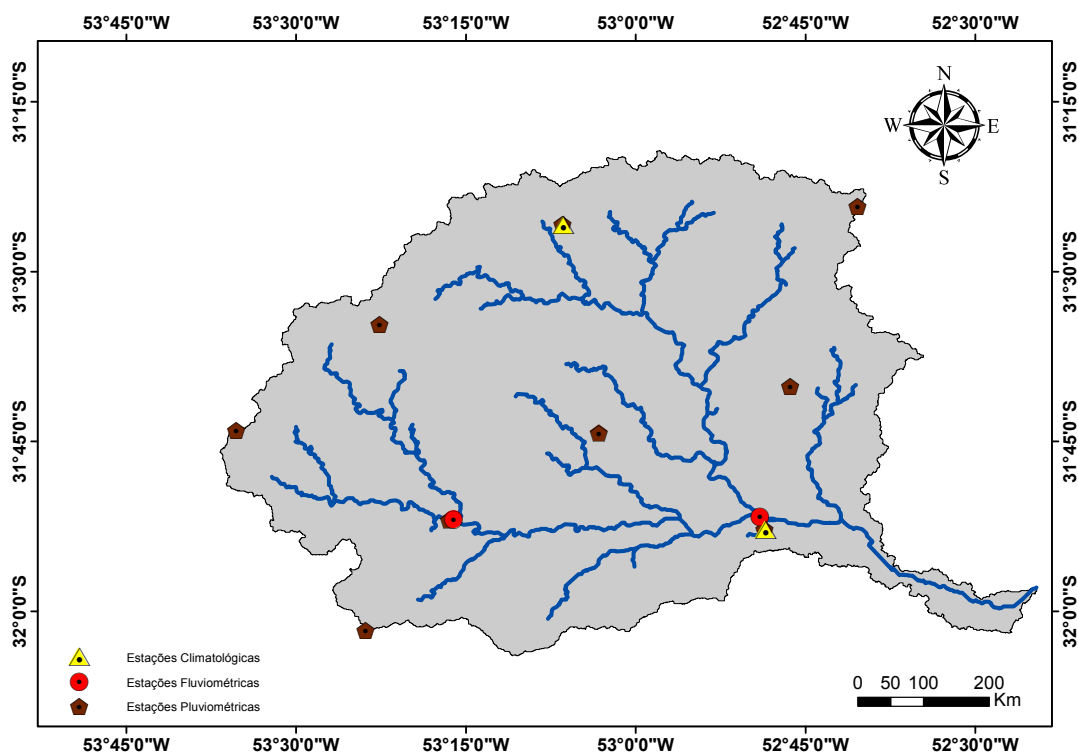 53°45'0"W 53°30'0"W 53°15'0"W 53°0'0"W 52°45'0"W 52°30'0"W
31°15'0"S 31°15'0"S
N
W E
S
31°30'0"S 31°30'0"S
31°45'0"S 31°45'0"S
32°0'0"S 32°0'0"S
Estações Climatológicas
Estações Fluviométricas
Estações Pluviométricas
0 50 100 200
Km
53°45'0"W 53°30'0"W 53°15'0"W 53°0'0"W 52°45'0"W 52°30'0"W